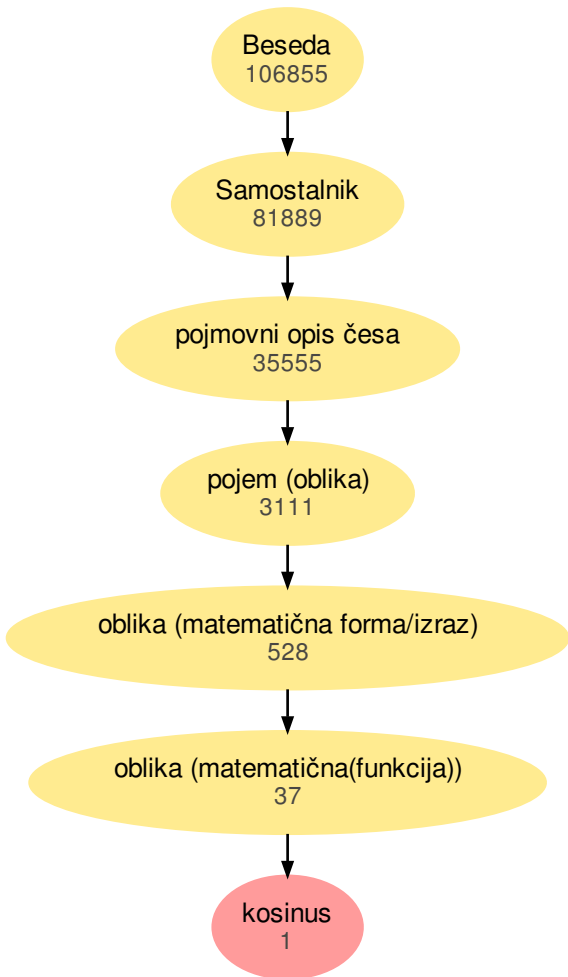 Beseda
106855
Samostalnik
81889
pojmovni opis česa
35555
pojem (oblika)
3111
oblika (matematična forma/izraz)
528
oblika (matematična(funkcija))
37
kosinus
1